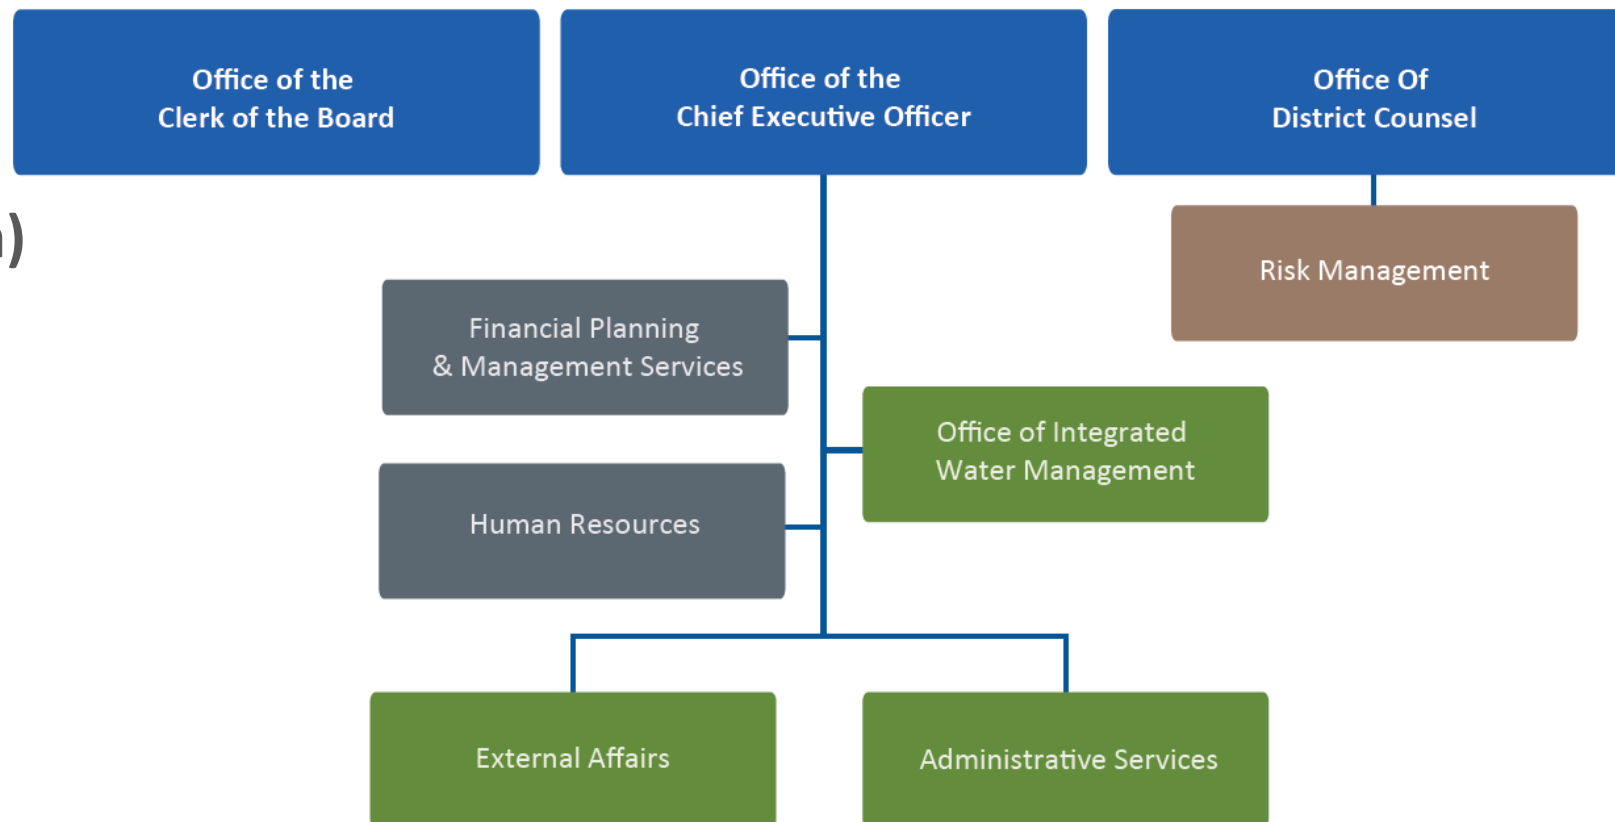 Office of the
Clerk of the Board
Office of the
Chief Executive Officer
Office Of
District Counsel
)
Risk Management
Financial Planning
& Management Services
Office of Integrated
Water Management
Human Resources
External Affairs
Administrative Services